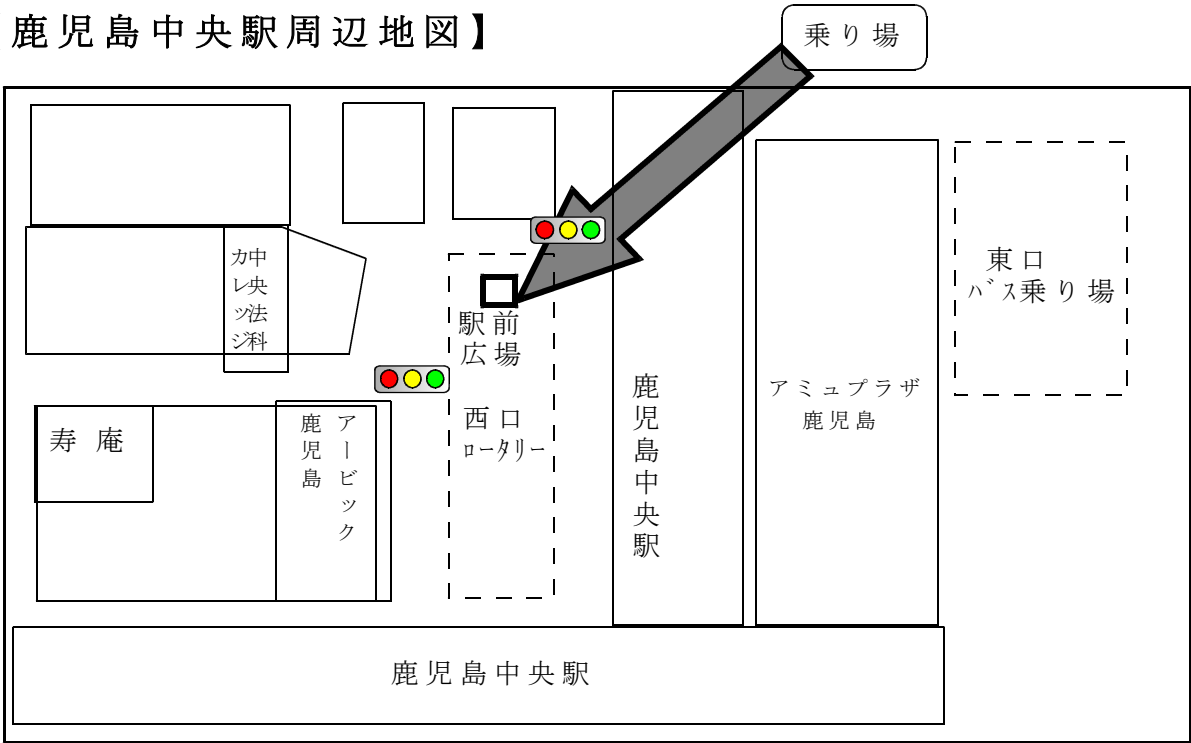 鹿児島中央駅周辺地図】
乗り場
中央法科
カレッジ
駅前
広場
西口
ロータリー
寿庵
アービック
鹿児島
鹿児島中央駅
アミュプラザ
鹿児島
東口
バス乗り場
鹿児島中央駅